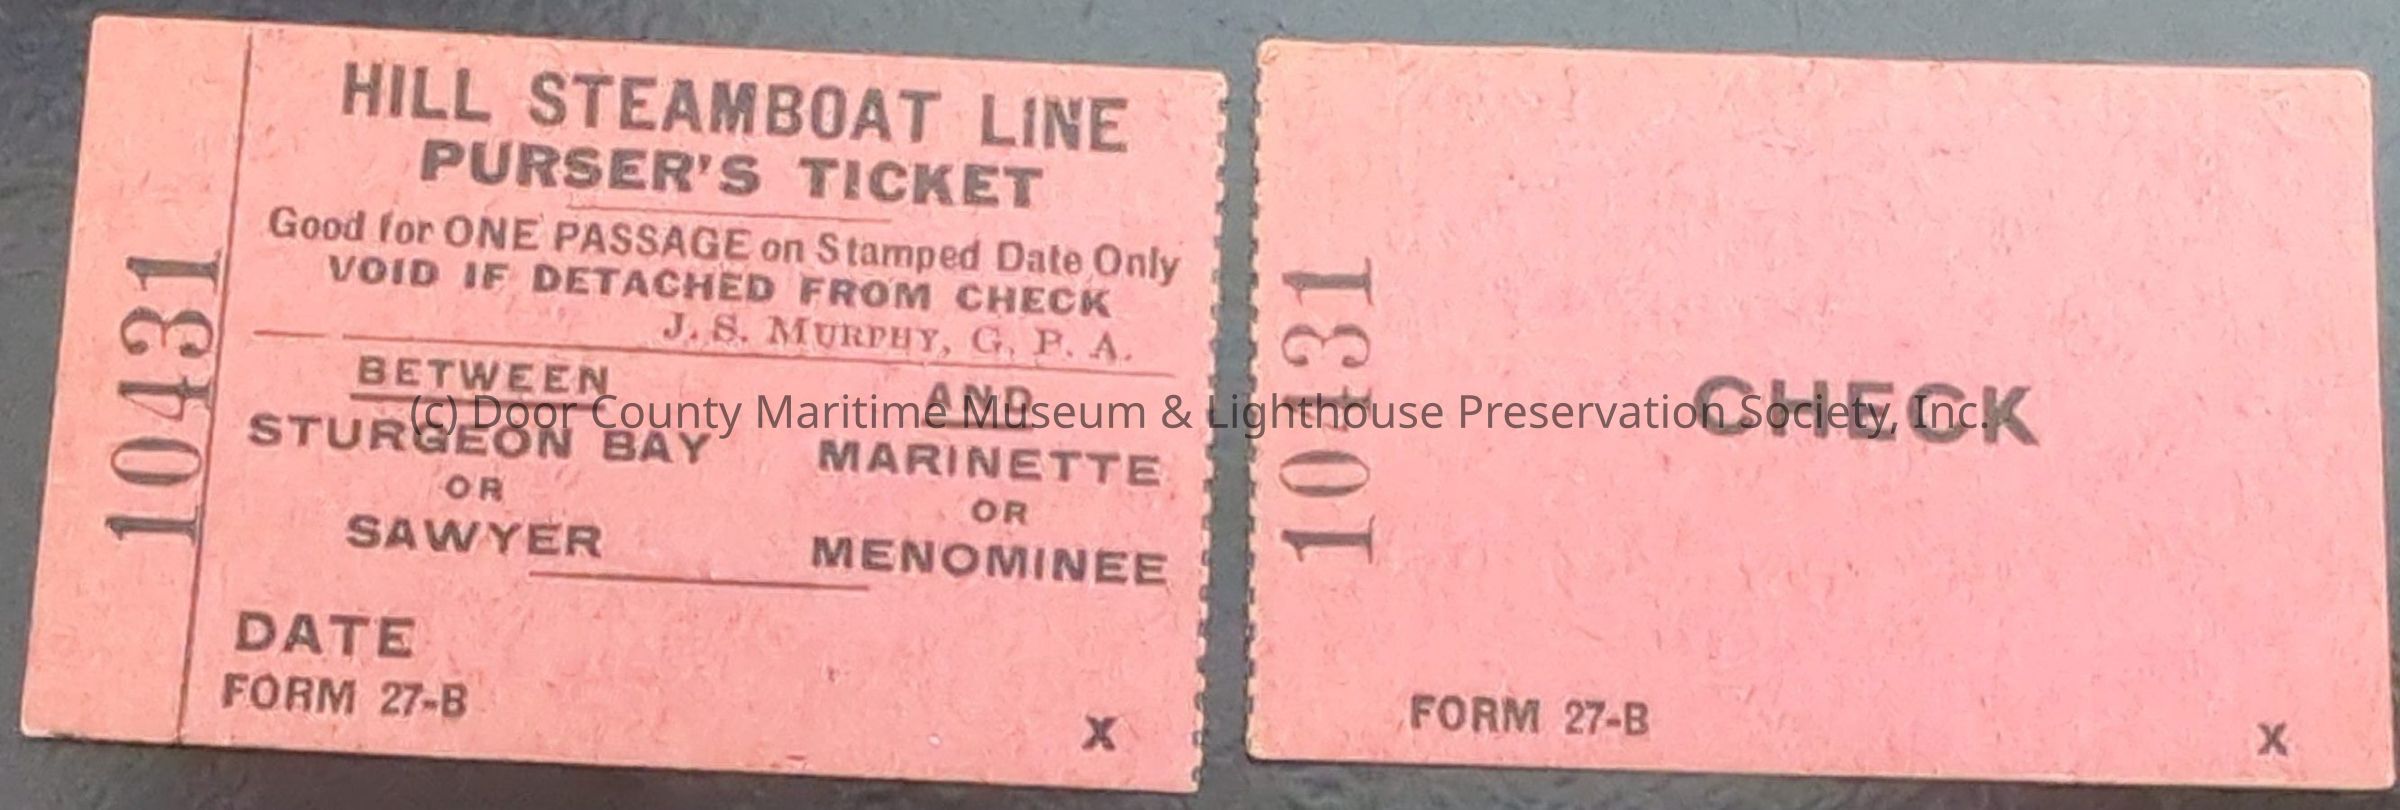 10431
HILL STEAMBOAT LINE
PURSER'S TICKET
Good for ONE PASSAGE on Stamped Date Only
VOID IF DETACHED FROM CHECK
J. S. MURPHY, G. P. A.
BETWEEN
STURGEON BAY
OR
SAWYER
AND
MARINETTE
OR
MENOMINEE
DATE
FORM 27-B
X
10431
CHECK
FORM 27-B
X
(c) Door County Maritime Museum & Lighthouse Preservation Society, Inc.